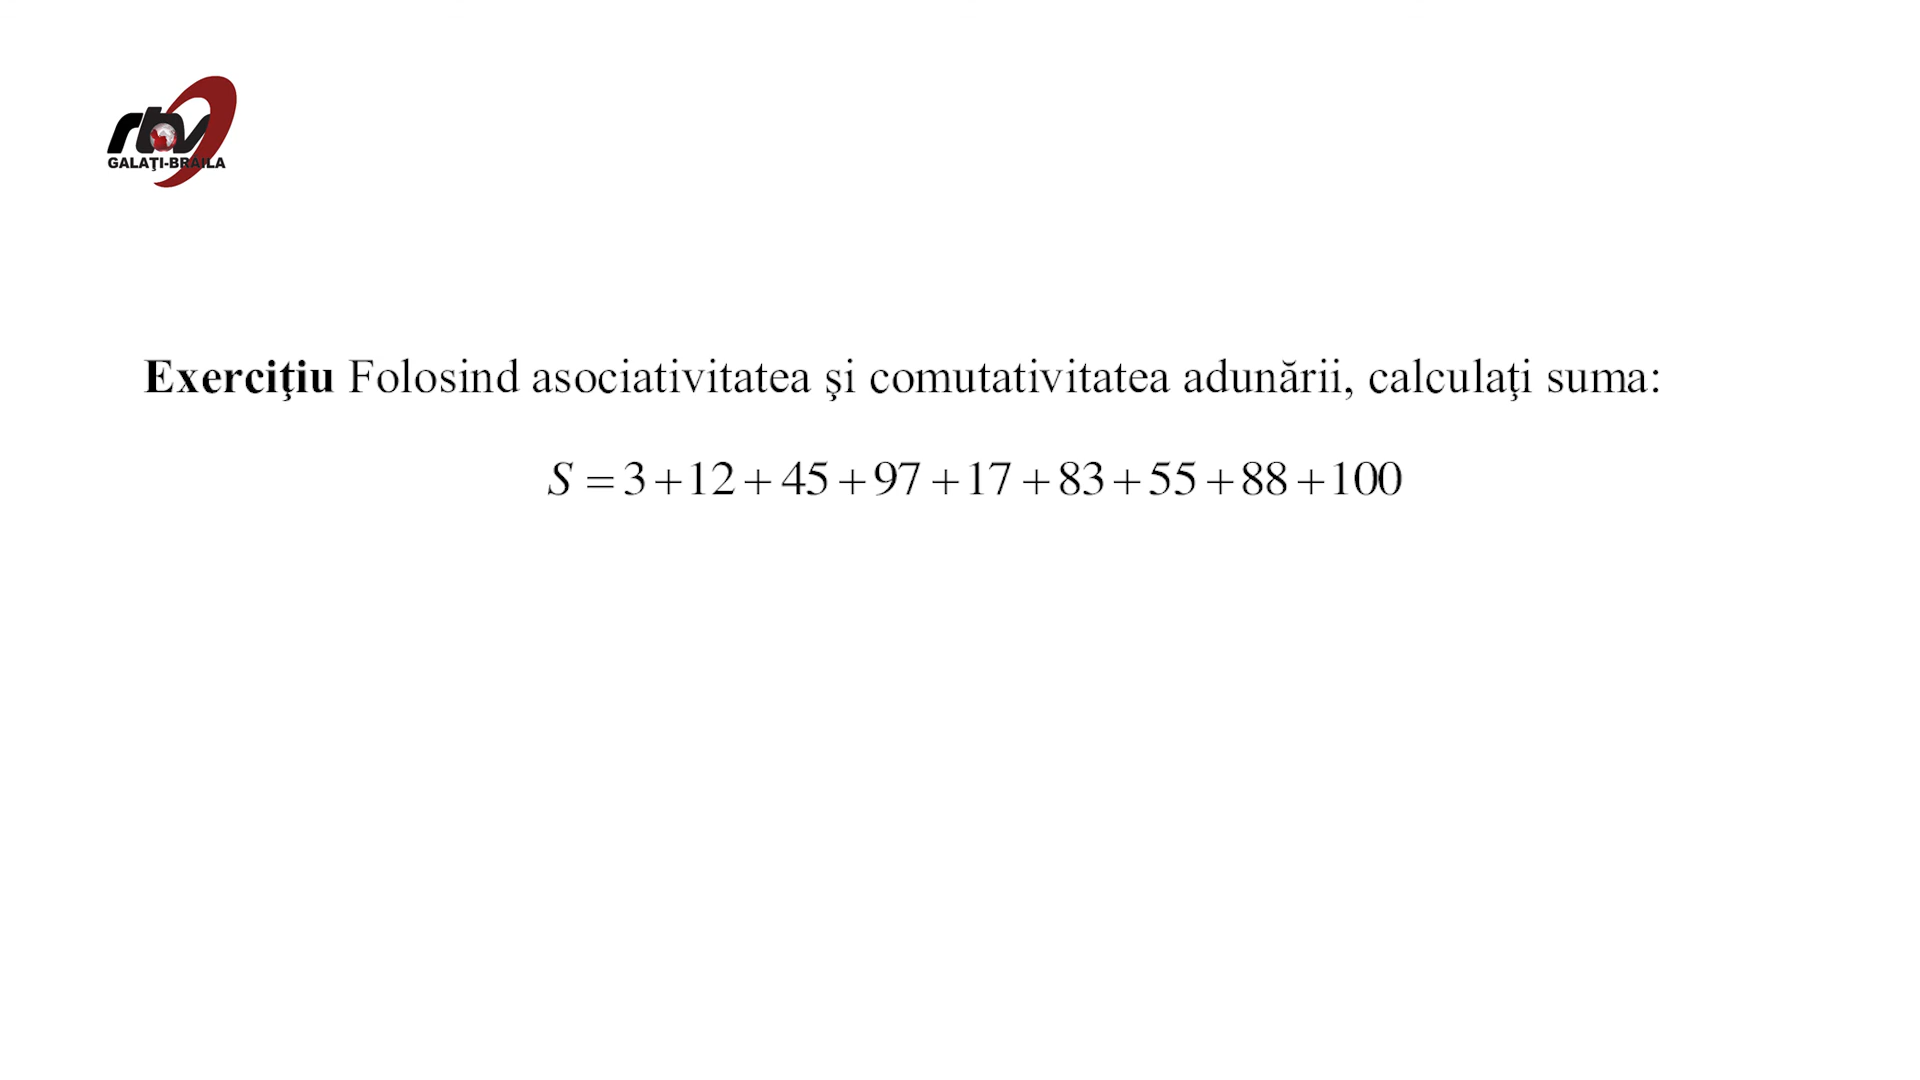 rtv
GALAŢI-BRAILA
Exerciţiu Folosind asociativitatea şi comutativitatea adunării, calculaţi suma:
S = 3+12+45+97+17+83+55+88+100